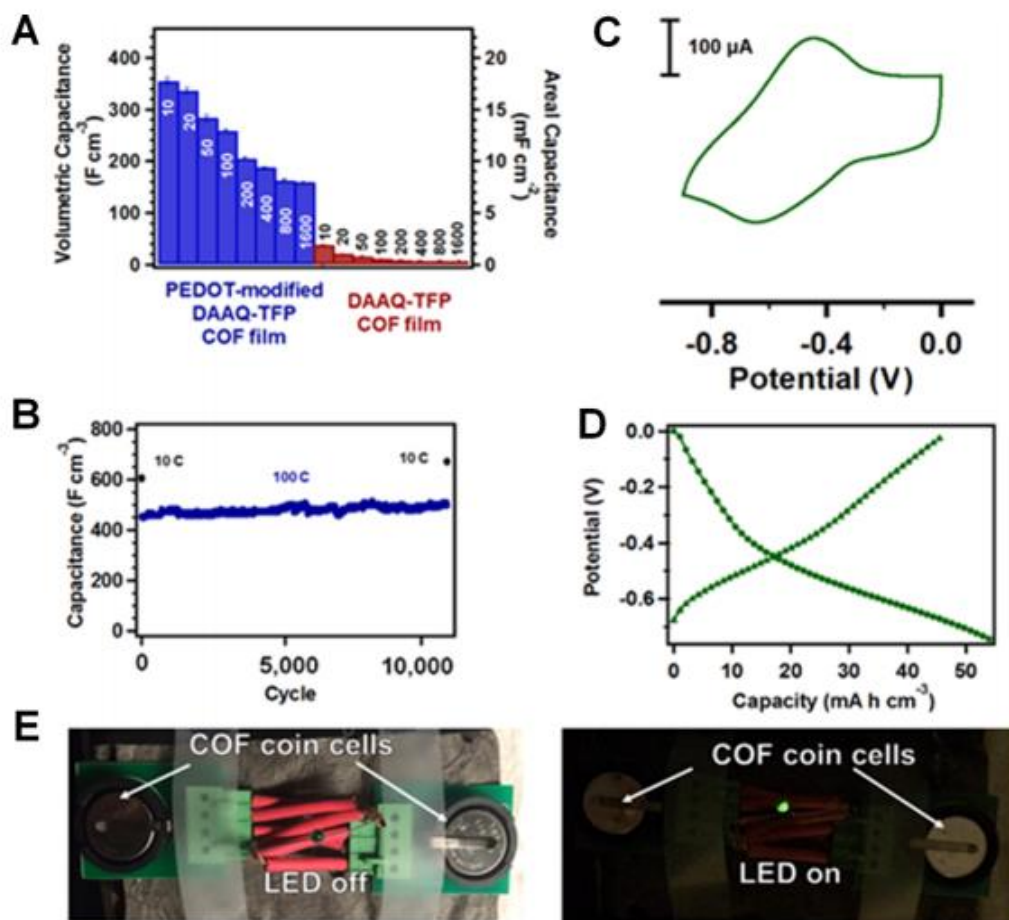 A
Volumetric Capacitance
(F cm⁻³)
400
300
200
100
0
10
20
50
100
200
400
800
1600
10
20
50
100
200
400
800
1600
20
15
10
5
0
Areal Capacitance
(mF cm⁻²)
PEDOT-modified
DAAQ-TFP
COF film
DAAQ-TFP
COF film
C
100 µA
-0.8
-0.4
0.0
Potential (V)
B
Capacitance (F cm⁻³)
800
600
400
200
0
10 C
100 C
10 C
0
5,000
10,000
Cycle
D
Potential (V)
0.0
-0.2
-0.4
-0.6
0
10
20
30
40
50
Capacity (mA h cm⁻³)
E
COF coin cells
LED off
COF coin cells
LED on